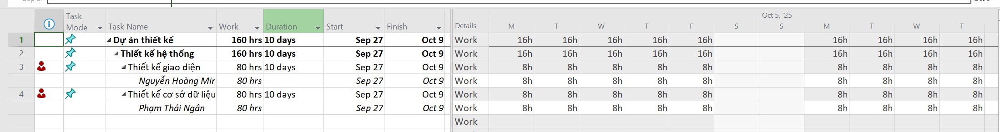 Sep 27
Task Mode Task Name Work Duration Start Finish Details M T W T F S S M T W T
Oct 5, '25
1 Dự án thiết kế 160 hrs 10 days Sep 27 Oct 9 Work 16h 16h 16h 16h 16h 16h 16h 16h 16h
2 Thiết kế hệ thống 160 hrs 10 days Sep 27 Oct 9 Work 16h 16h 16h 16h 16h 16h 16h 16h 16h
3 Thiết kế giao diện 80 hrs 10 days Sep 27 Oct 9 Work 8h 8h 8h 8h 8h 8h 8h 8h 8h
Nguyễn Hoàng Min 80 hrs Sep 27 Oct 9 Work 8h 8h 8h 8h 8h 8h 8h 8h 8h
4 Thiết kế cơ sở dữ liệu 80 hrs 10 days Sep 27 Oct 9 Work 8h 8h 8h 8h 8h 8h 8h 8h 8h
Phạm Thái Ngân 80 hrs Sep 27 Oct 9 Work 8h 8h 8h 8h 8h 8h 8h 8h 8h
Work